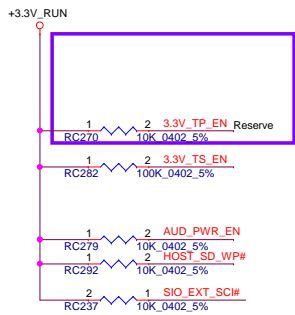 +3.3V_RUN
1 2 3.3V_TP_EN Reserve
RC270 10K_0402_5%
1 2 3.3V_TS_EN
RC282 100K_0402_5%
1 2 AUD_PWR_EN
RC279 10K_0402_5%
1 2 HOST_SD_WP#
RC292 10K_0402_5%
2 1 SIO_EXT_SCI#
RC237 10K_0402_5%